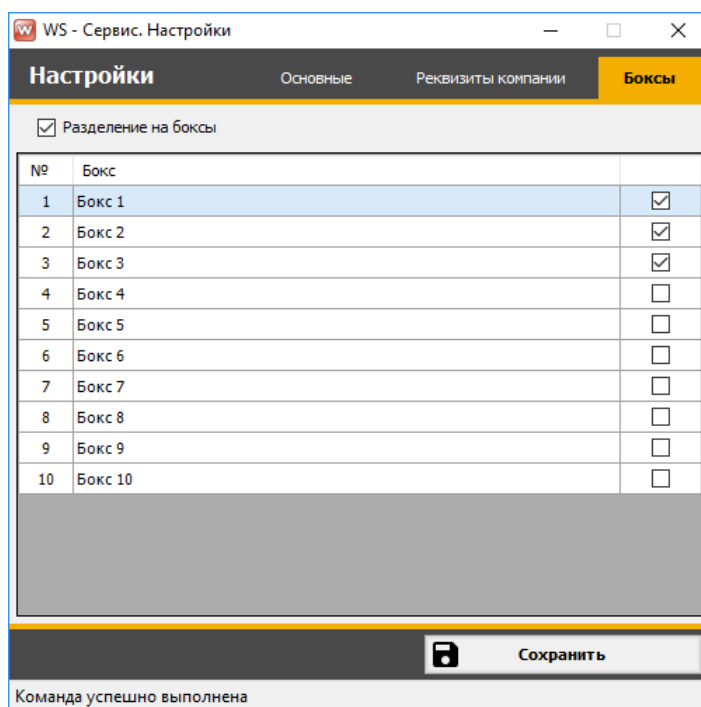 WS - Сервис. Настройки
Настройки Основные Реквизиты компании Боксы
Разделение на боксы
№ Бокс
1 Бокс 1
2 Бокс 2
3 Бокс 3
4 Бокс 4
5 Бокс 5
6 Бокс 6
7 Бокс 7
8 Бокс 8
9 Бокс 9
10 Бокс 10
Сохранить
Команда успешно выполнена